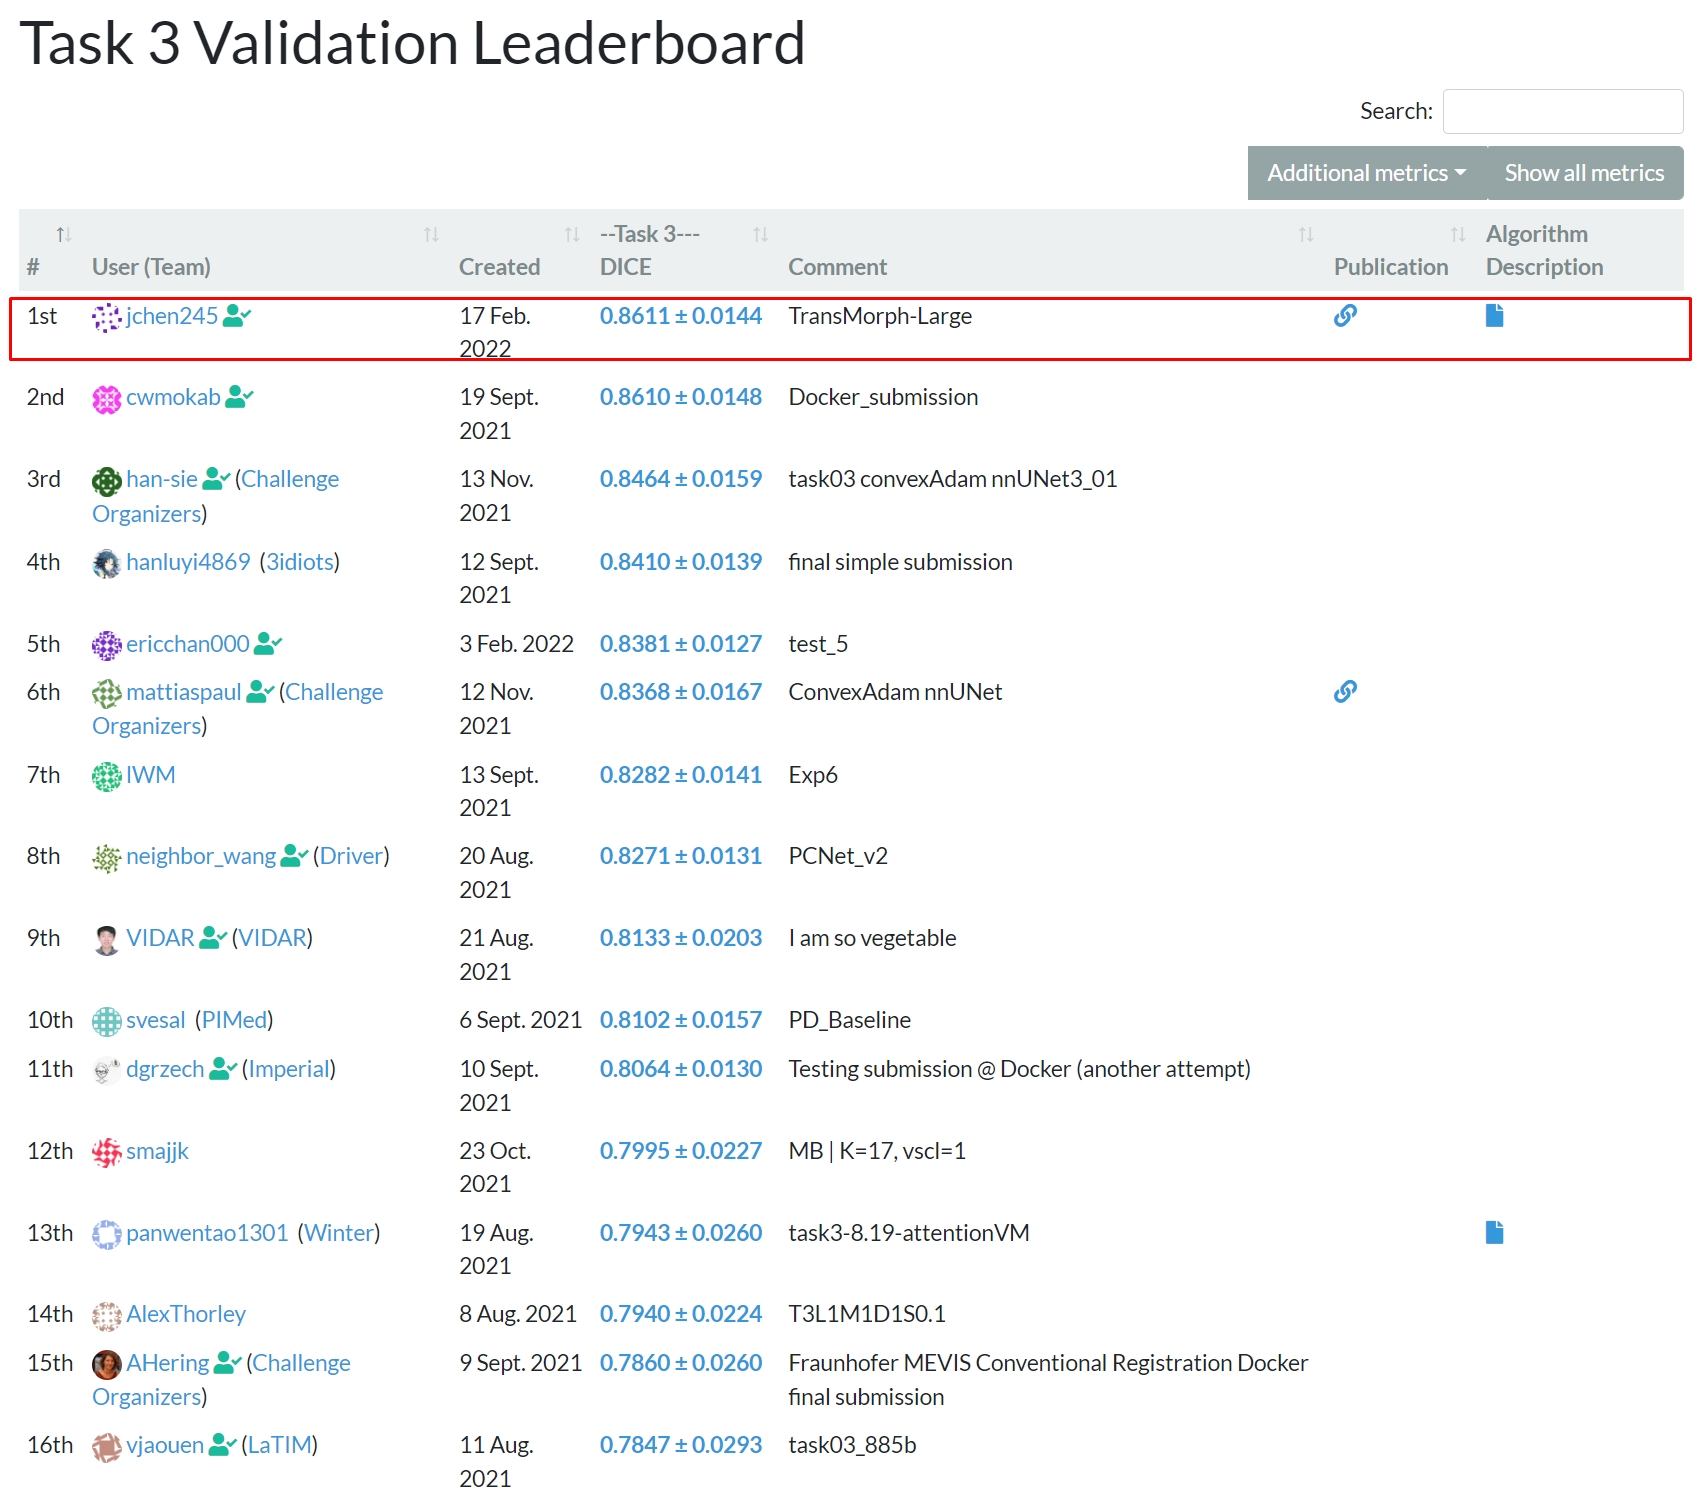 Task 3 Validation Leaderboard
Search:
Additional metrics Show all metrics
--Task 3---
Algorithm
# User (Team) Created DICE Comment Publication Description
1st jchen245 17 Feb. 0.8611 ± 0.0144 TransMorph-Large
2022
2nd cwmokab 19 Sept. 0.8610 ± 0.0148 Docker_submission
2021
3rd han-sie (Challenge 13 Nov. 0.8464 ± 0.0159 task03 convexAdam nnUNet3_01
Organizers) 2021
4th hanluyi4869 (3idiots) 12 Sept. 0.8410 ± 0.0139 final simple submission
2021
5th ericchan000 3 Feb. 2022 0.8381 ± 0.0127 test_5
6th mattiaspaul (Challenge 12 Nov. 0.8368 ± 0.0167 ConvexAdam nnUNet
Organizers) 2021
7th IWM 13 Sept. 0.8282 ± 0.0141 Exp6
2021
8th neighbor_wang (Driver) 20 Aug. 0.8271 ± 0.0131 PCNet_v2
2021
9th VIDAR (VIDAR) 21 Aug. 0.8133 ± 0.0203 I am so vegetable
2021
10th svesal (PIMed) 6 Sept. 2021 0.8102 ± 0.0157 PD_Baseline
11th dgrzech (Imperial) 10 Sept. 0.8064 ± 0.0130 Testing submission @ Docker (another attempt)
2021
12th smajjk 23 Oct. 0.7995 ± 0.0227 MB | K=17, vscl=1
2021
13th panwentao1301 (Winter) 19 Aug. 0.7943 ± 0.0260 task3-8.19-attentionVM
2021
14th AlexThorley 8 Aug. 2021 0.7940 ± 0.0224 T3L1M1D1S0.1
15th AHering (Challenge 9 Sept. 2021 0.7860 ± 0.0260 Fraunhofer MEVIS Conventional Registration Docker
Organizers) final submission
16th vjaouen (LaTIM) 11 Aug. 0.7847 ± 0.0293 task03_885b
2021